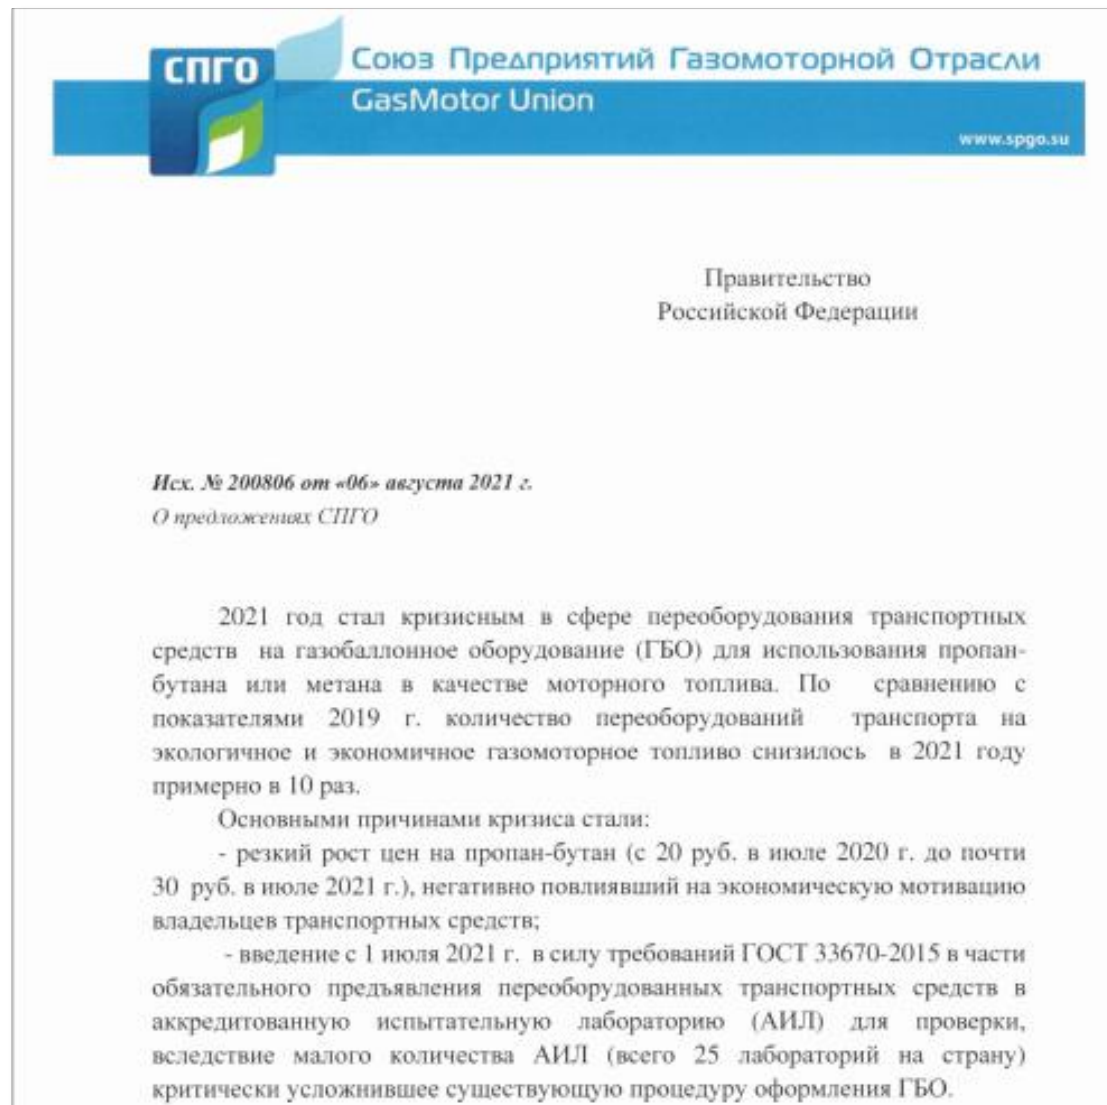 СПГО
Союз Предприятий Газомоторной Отрасли
GasMotor Union
www.spgo.su
Правительство
Российской Федерации
Исх. № 200806 от «06» августа 2021 г.
О предложениях СПГО
2021 год стал кризисным в сфере переоборудования транспортных
средств на газобаллонное оборудование (ГБО) для использования пропан-
бутана или метана в качестве моторного топлива. По сравнению с
показателями 2019 г. количество переоборудований транспорта на
экологичное и экономичное газомоторное топливо снизилось в 2021 году
примерно в 10 раз.
Основными причинами кризиса стали:
- резкий рост цен на пропан-бутан (с 20 руб. в июле 2020 г. до почти
30 руб. в июле 2021 г.), негативно повлиявший на экономическую мотивацию
владельцев транспортных средств;
- введение с 1 июля 2021 г. в силу требований ГОСТ 33670-2015 в части
обязательного предъявления переоборудованных транспортных средств в
аккредитованную испытательную лабораторию (АИЛ) для проверки,
вследствие малого количества АИЛ (всего 25 лабораторий на страну)
критически усложнившее существующую процедуру оформления ГБО.